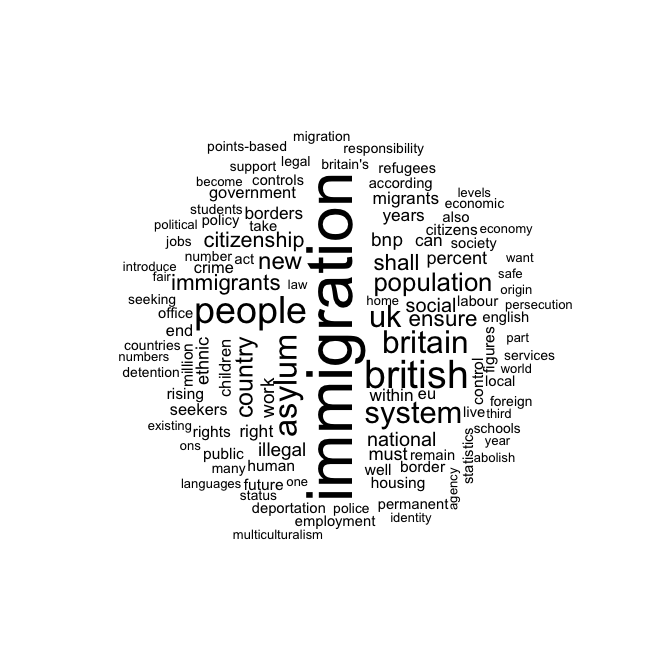 migration
points-based
responsibility
support
legal
britain's
refugees
become
controls
according
government
migrants
levels
economic
students
borders
years
also
political
policy
take
citizens
economy
jobs
citizenship
bnp
can
society
number
act
new
shall
percent
want
introduce
crime
fair
immigrants
law
population
safe
origin
seeking
people
home
social
labour
persecution
office
uk
ensure
english
end
immigration
britain
figures
part
countries
numbers
million
ethnic
children
country
asylum
services
detention
work
british
control
world
local
rising
within
eu
seekers
system
live
foreign
third
existing
rights
right
schools
ons
public
illegal
national
statistics
year
many
human
must
remain
abolish
well
border
agency
languages
future
one
housing
status
deportation
police
permanent
employment
identity
multiculturalism